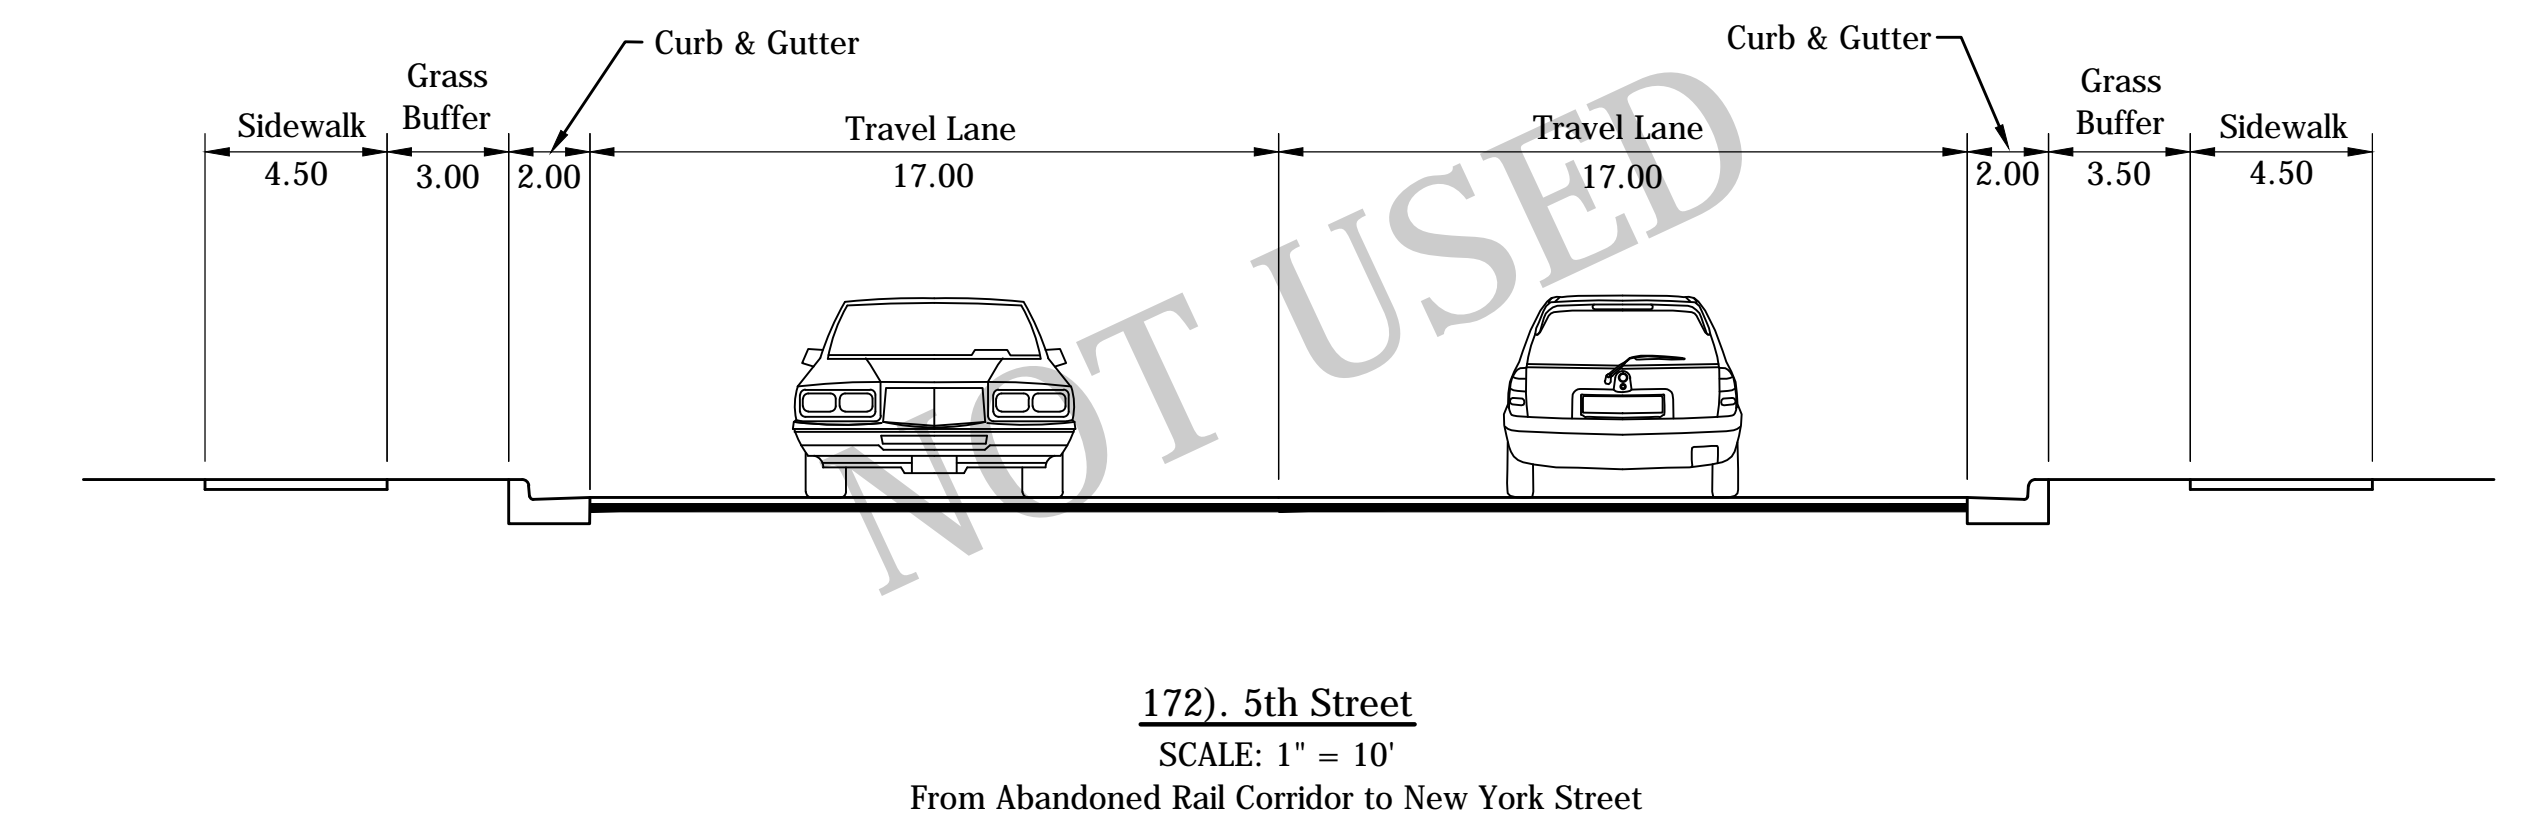 Curb & Gutter
Curb & Gutter
Grass
Buffer
Grass
Buffer
Sidewalk
Travel Lane
Travel Lane
Sidewalk
4.50
3.00
2.00
17.00
17.00
2.00
3.50
4.50
NOT USED
172). 5th Street
SCALE: 1" = 10'
From Abandoned Rail Corridor to New York Street